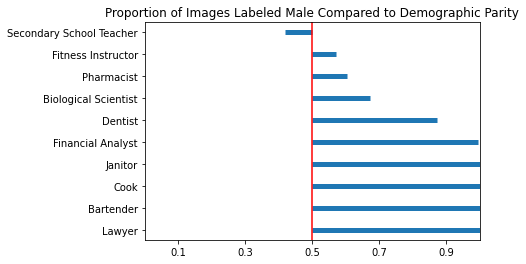 Proportion of Images Labeled Male Compared to Demographic Parity
Secondary School Teacher
Fitness Instructor
Pharmacist
Biological Scientist
Dentist
Financial Analyst
Janitor
Cook
Bartender
Lawyer
0.1 0.3 0.5 0.7 0.9